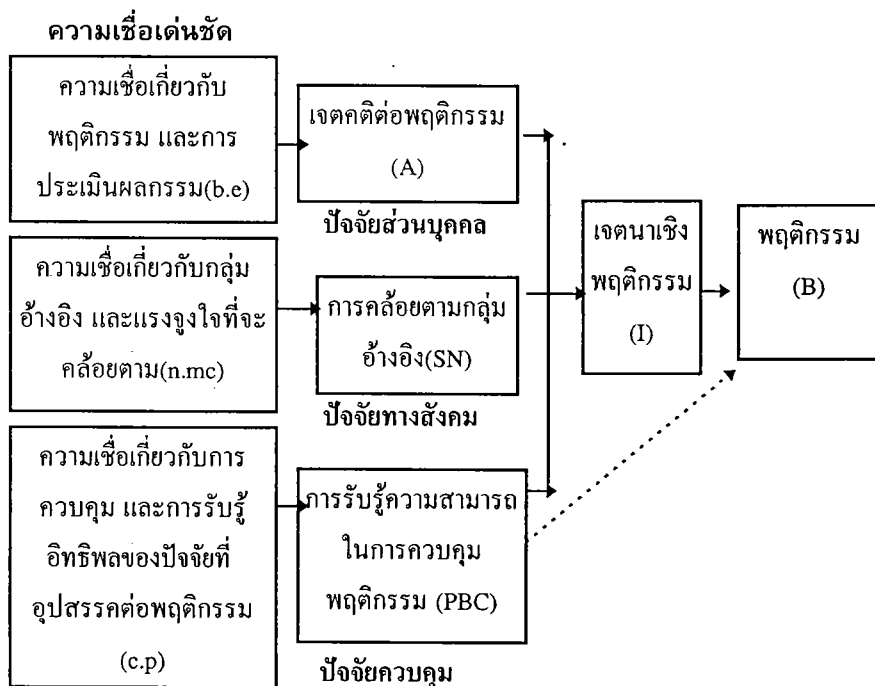 ความเชื่อเด่นชัด
ความเชื่อเกี่ยวกับ
พฤติกรรม และการ
ประเมินผลกรรม(b.e)
เจตคติต่อพฤติกรรม
(A)
ปัจจัยส่วนบุคคล
ความเชื่อเกี่ยวกับกลุ่ม
อ้างอิง และแรงจูงใจที่จะ
คล้อยตาม(n.mc)
การคล้อยตามกลุ่ม
อ้างอิง(SN)
ปัจจัยทางสังคม
ความเชื่อเกี่ยวกับการ
ควบคุม และการรับรู้
อิทธิพลของปัจจัยที่
อุปสรรคต่อพฤติกรรม
(c.p)
การรับรู้ความสามารถ
ในการควบคุม
พฤติกรรม (PBC)
ปัจจัยควบคุม
เจตนาเชิง
พฤติกรรม
(I)
พฤติกรรม
(B)